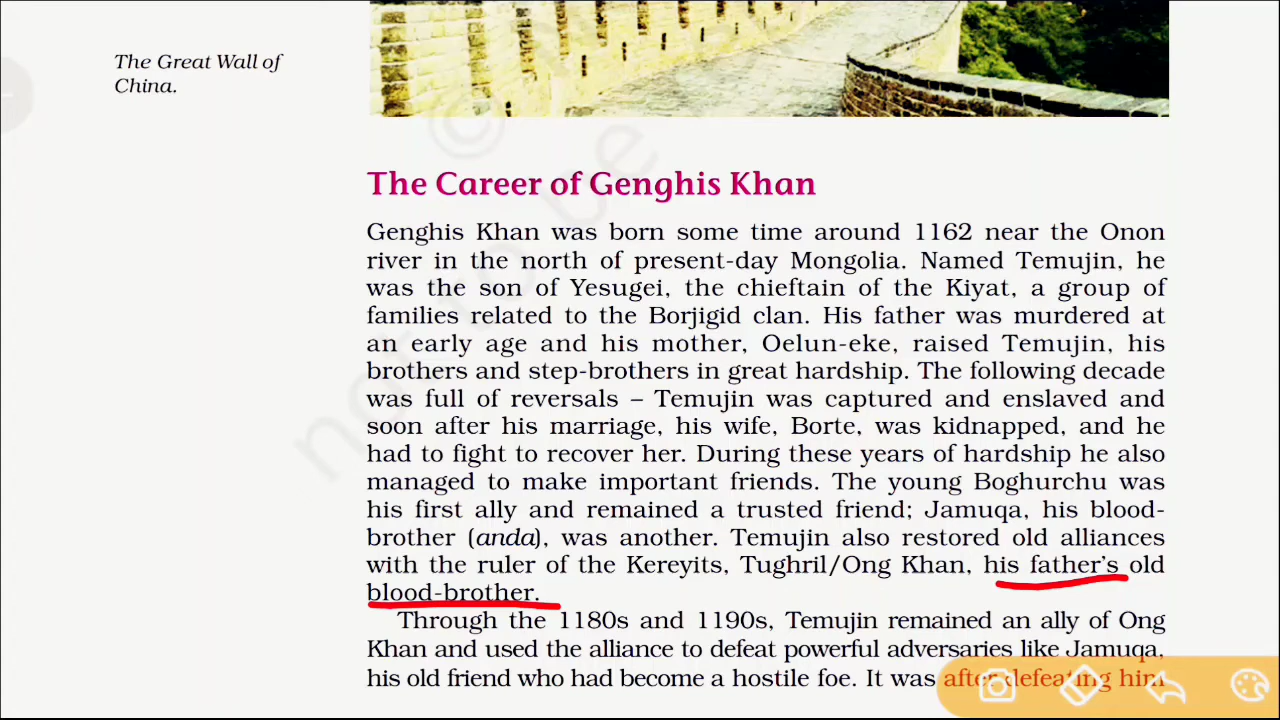 The Great Wall of
China.
The Career of Genghis Khan
Genghis Khan was born some time around 1162 near the Onon
river in the north of present-day Mongolia. Named Temujin, he
was the son of Yesugei, the chieftain of the Kiyat, a group of
families related to the Borjigid clan. His father was murdered at
an early age and his mother, Oelun-eke, raised Temujin, his
brothers and step-brothers in great hardship. The following decade
was full of reversals – Temujin was captured and enslaved and
soon after his marriage, his wife, Borte, was kidnapped, and he
had to fight to recover her. During these years of hardship he also
managed to make important friends. The young Boghurchu was
his first ally and remained a trusted friend; Jamuqa, his blood-
brother (anda), was another. Temujin also restored old alliances
with the ruler of the Kereyits, Tughril/Ong Khan, his father's old
blood-brother.
Through the 1180s and 1190s, Temujin remained an ally of Ong
Khan and used the alliance to defeat powerful adversaries like Jamuqa,
his old friend who had become a hostile foe. It was after defeating him
not to be
©